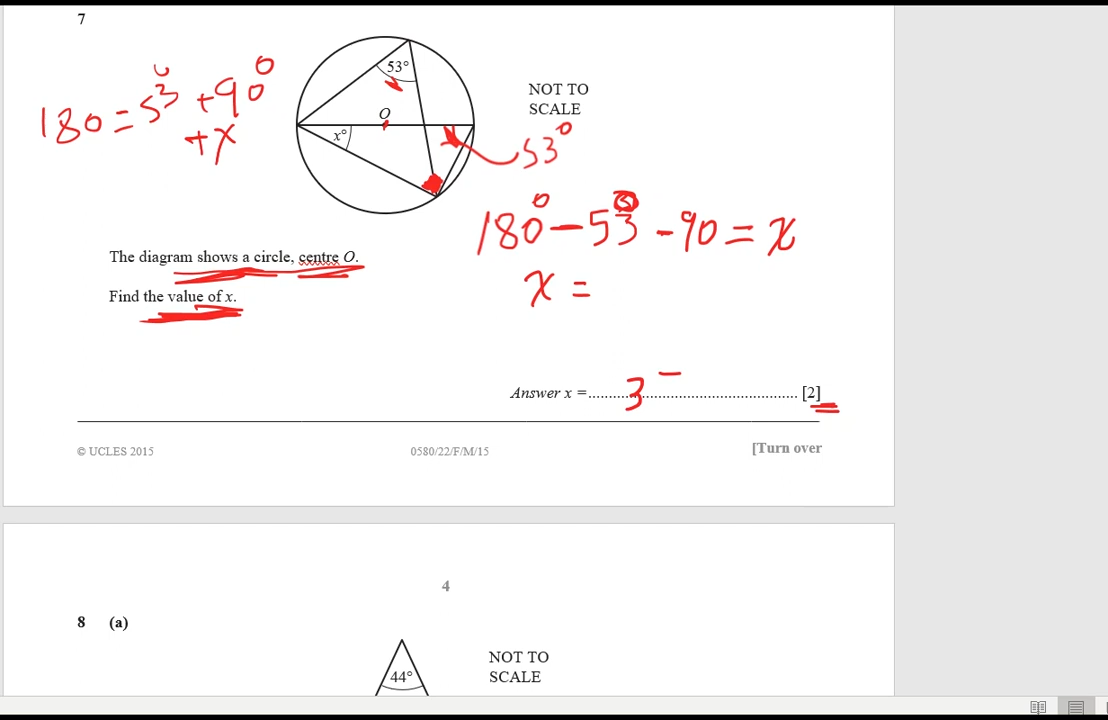 7
53°
180 = 53° + 90°
+ x
O
x°
NOT TO
SCALE
53°
180° - 53 - 90 = x
x =
The diagram shows a circle, centre O.
Find the value of x.
Answer x = 3 [2]
© UCLES 2015 0580/22/F/M/15 [Turn over
4
8 (a)
44°
NOT TO
SCALE